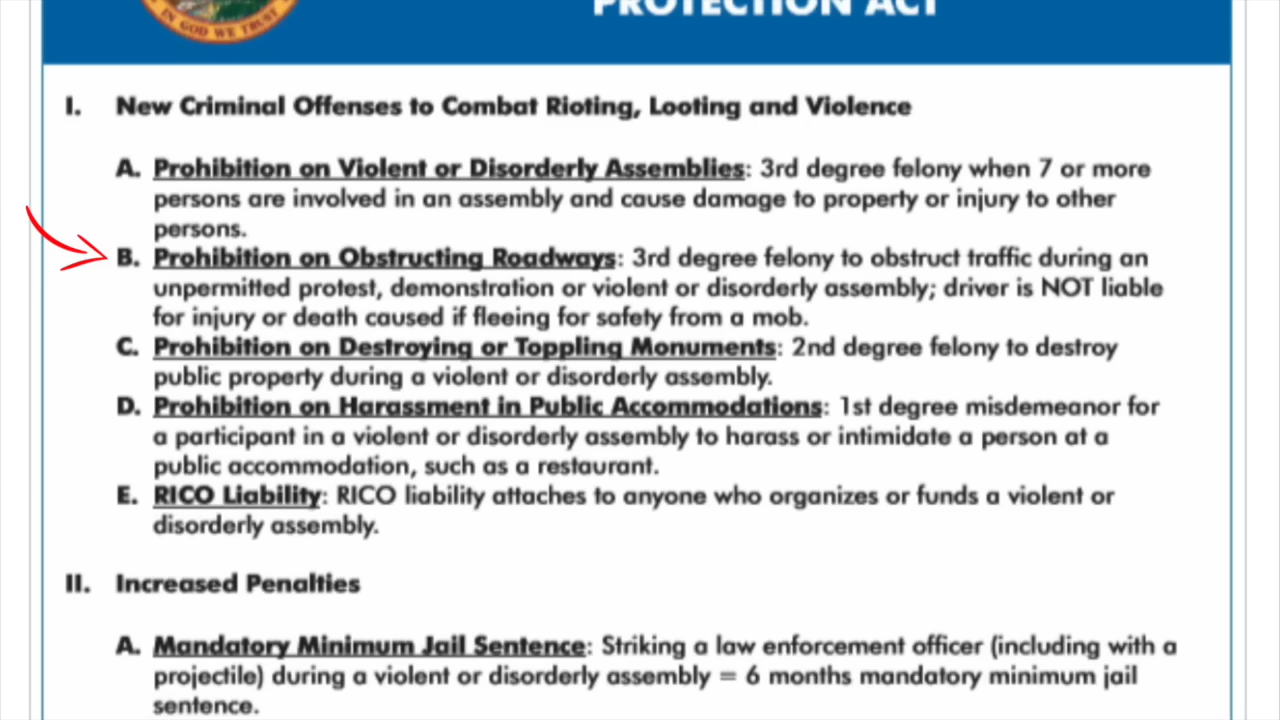 PROTECTION ACT
IN GOD WE TRUST
I. New Criminal Offenses to Combat Rioting, Looting and Violence
A. Prohibition on Violent or Disorderly Assemblies: 3rd degree felony when 7 or more
persons are involved in an assembly and cause damage to property or injury to other
persons.
B. Prohibition on Obstructing Roadways: 3rd degree felony to obstruct traffic during an
unpermitted protest, demonstration or violent or disorderly assembly; driver is NOT liable
for injury or death caused if fleeing for safety from a mob.
C. Prohibition on Destroying or Toppling Monuments: 2nd degree felony to destroy
public property during a violent or disorderly assembly.
D. Prohibition on Harassment in Public Accommodations: 1st degree misdemeanor for
a participant in a violent or disorderly assembly to harass or intimidate a person at a
public accommodation, such as a restaurant.
E. RICO Liability: RICO liability attaches to anyone who organizes or funds a violent or
disorderly assembly.
II. Increased Penalties
A. Mandatory Minimum Jail Sentence: Striking a law enforcement officer (including with a
projectile) during a violent or disorderly assembly = 6 months mandatory minimum jail
sentence.